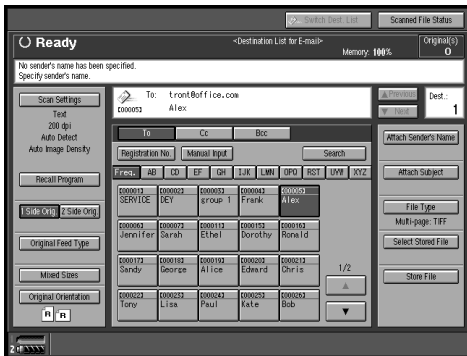 Switch Dest. List
Scanned File Status
Ready
<Destination List for E-mail>
Memory: 100%
Original(s)
0
No sender's name has been specified.
Specify sender's name.
Scan Settings
Text
200 dpi
Auto Detect
Auto Image Density
Recall Program
1 Side Orig. 2 Side Orig.
Original Feed Type
Mixed Sizes
Original Orientation
R R
To: tront@office.com
[00005] Alex
▲ Previous
▼ Next
Dest.:
1
To Cc Bcc
Registration No. Manual Input Search
Freq. AB CD EF GH IJK LMN OPQ RST UVW XYZ
[00001] [00002] [00003] [00004] [00005]
SERVICE DEY group 1 Frank Alex
[00006] [00007] [00011] [00015] [00016]
Jennifer Sarah Ethel Dorothy Ronald
[00017] [00018] [00019] [00020] [00021]
Sandy George Alice Edward Chris
[00022] [00023] [00024] [00025] [00026]
Tony Lisa Paul Kate Bob
1/2
▲
▼
Attach Sender's Name
Attach Subject
File Type
Multi-page: TIFF
Select Stored File
Store File